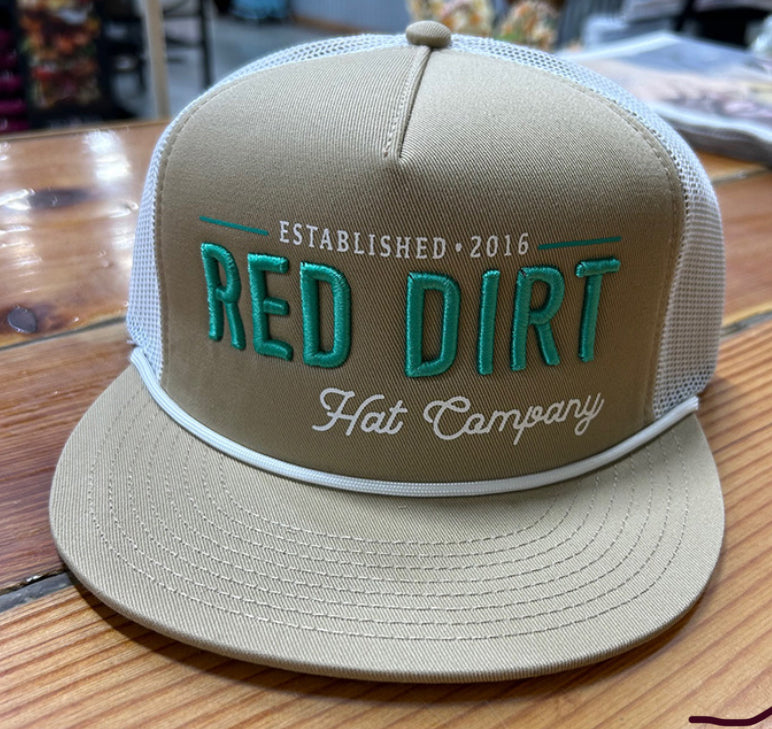 ESTABLISHED • 2016
RED DIRT
Hat Company